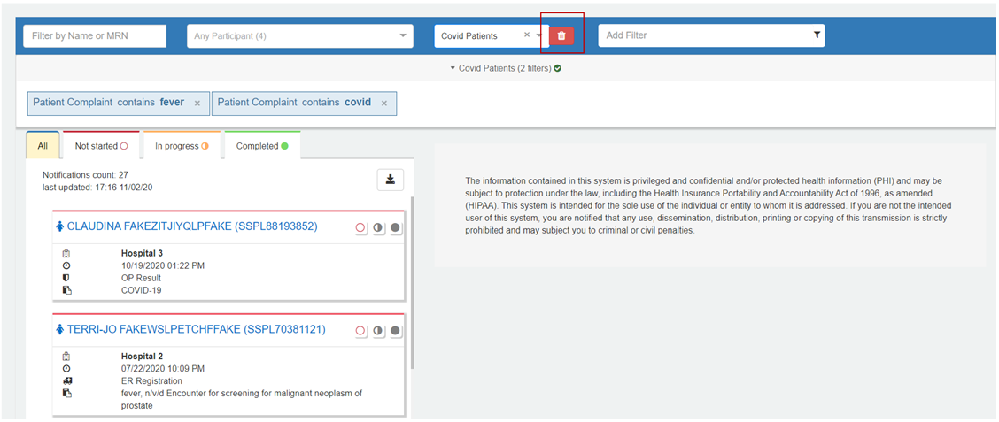 Filter by Name or MRN
Any Participant (4)
Covid Patients ×
Add Filter
Covid Patients (2 filters)
Patient Complaint contains fever ×
Patient Complaint contains covid ×
All
Not started
In progress
Completed
Notifications count: 27
last updated: 17:16 11/02/20
CLAUDINA FAKEZITJIYQLPFAKE (SSPL88193852)
Hospital 3
10/19/2020 01:22 PM
OP Result
COVID-19
TERRI-JO FAKEWSLPETCHFFAKE (SSPL70381121)
Hospital 2
07/22/2020 10:09 PM
ER Registration
fever, n/v/d Encounter for screening for malignant neoplasm of
prostate
The information contained in this system is privileged and confidential and/or protected health information (PHI) and may be
subject to protection under the law, including the Health Insurance Portability and Accountability Act of 1996, as amended
(HIPAA). This system is intended for the sole use of the individual or entity to whom it is addressed. If you are not the intended
user of this system, you are notified that any use, dissemination, distribution, printing or copying of this transmission is strictly
prohibited and may subject you to criminal or civil penalties.